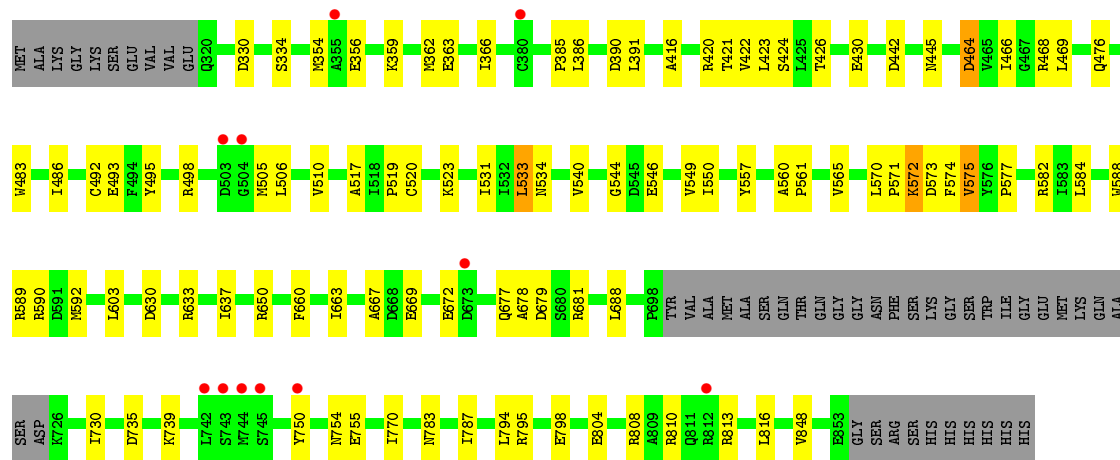 MET ALA LYS GLY LYS SER GLU VAL VAL GLU Q320 D330 S334 M354 A355 E356 K359 M362 E363 I366 C380 P385 L386 D390 L391 A416 R420 T421 V422 L423 S424 L425 T426 E430 D442 N445 D464 V465 I466 G467 R468 L469 Q476
W483 I486 C492 E493 F494 Y495 R498 D503 G504 M505 L506 V510 A517 I518 P519 C520 K523 I531 I532 L533 N534 V540 G544 D545 E546 V549 I550 Y557 A560 P561 V565 L570 P571 K572 D573 F574 V575 Y576 P577 R582 I583 L584 W588
R589 R590 D591 M592 L603 D630 R633 I637 R650 F660 I663 A667 D668 E669 E672 D673 Q677 A678 D679 S680 R681 L688 P698 TYR VAL ALA MET ALA SER GLN THR GLN GLY GLY ASN PHE SER LYS GLY SER TRP ILE GLY GLU MET LYS GLN ALA
SER ASP K726 I730 D735 K739 L742 S743 M744 S745 Y750 N754 E755 I770 N783 I787 L794 R795 E798 E804 R808 A809 R810 Q811 R812 R813 L816 V848 E853 GLY SER ARG SER HIS HIS HIS HIS HIS HIS